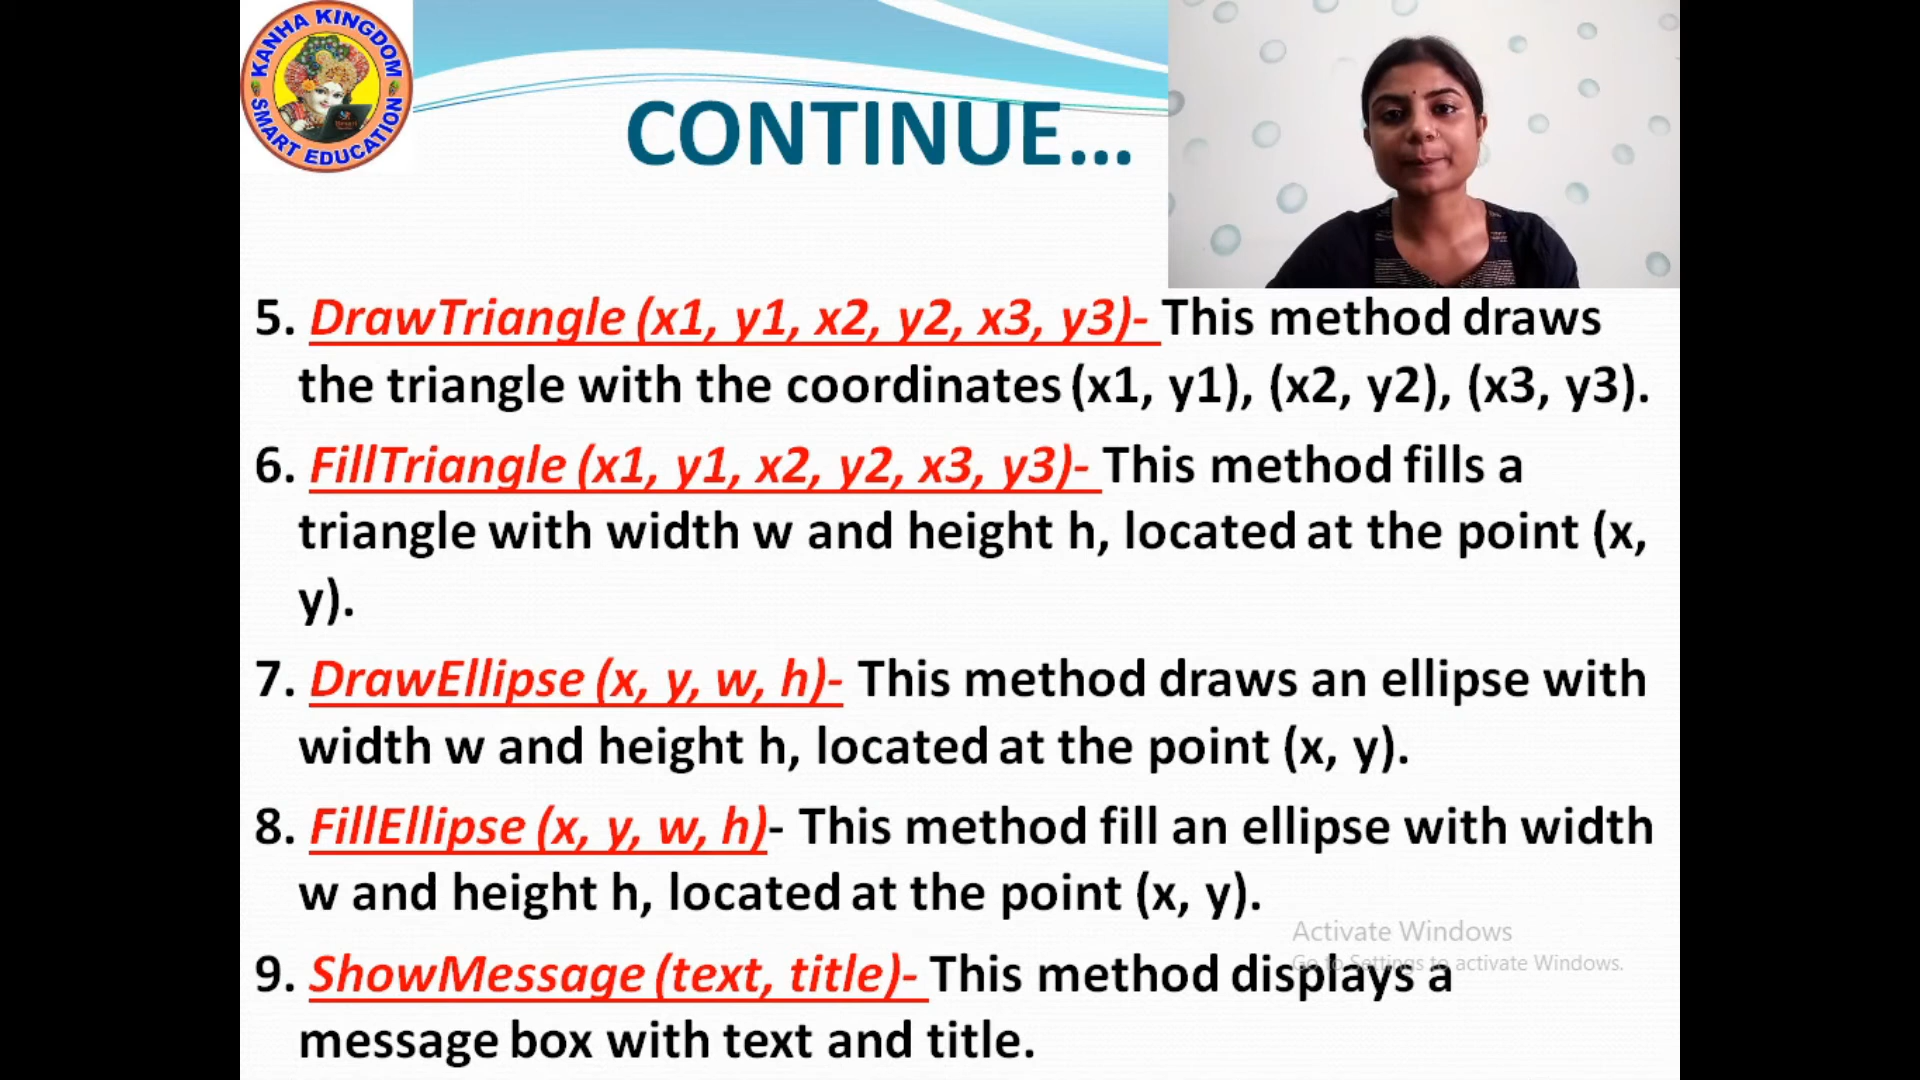 KANHA KINGDOM
SMART EDUCATION
CONTINUE...
5. DrawTriangle (x1, y1, x2, y2, x3, y3)- This method draws
the triangle with the coordinates (x1, y1), (x2, y2), (x3, y3).
6. FillTriangle (x1, y1, x2, y2, x3, y3)- This method fills a
triangle with width w and height h, located at the point (x,
y).
7. DrawEllipse (x, y, w, h)- This method draws an ellipse with
width w and height h, located at the point (x, y).
8. FillEllipse (x, y, w, h)- This method fill an ellipse with width
w and height h, located at the point (x, y).
Activate Windows
Go to Settings to activate Windows.
9. ShowMessage (text, title)- This method displays a
message box with text and title.